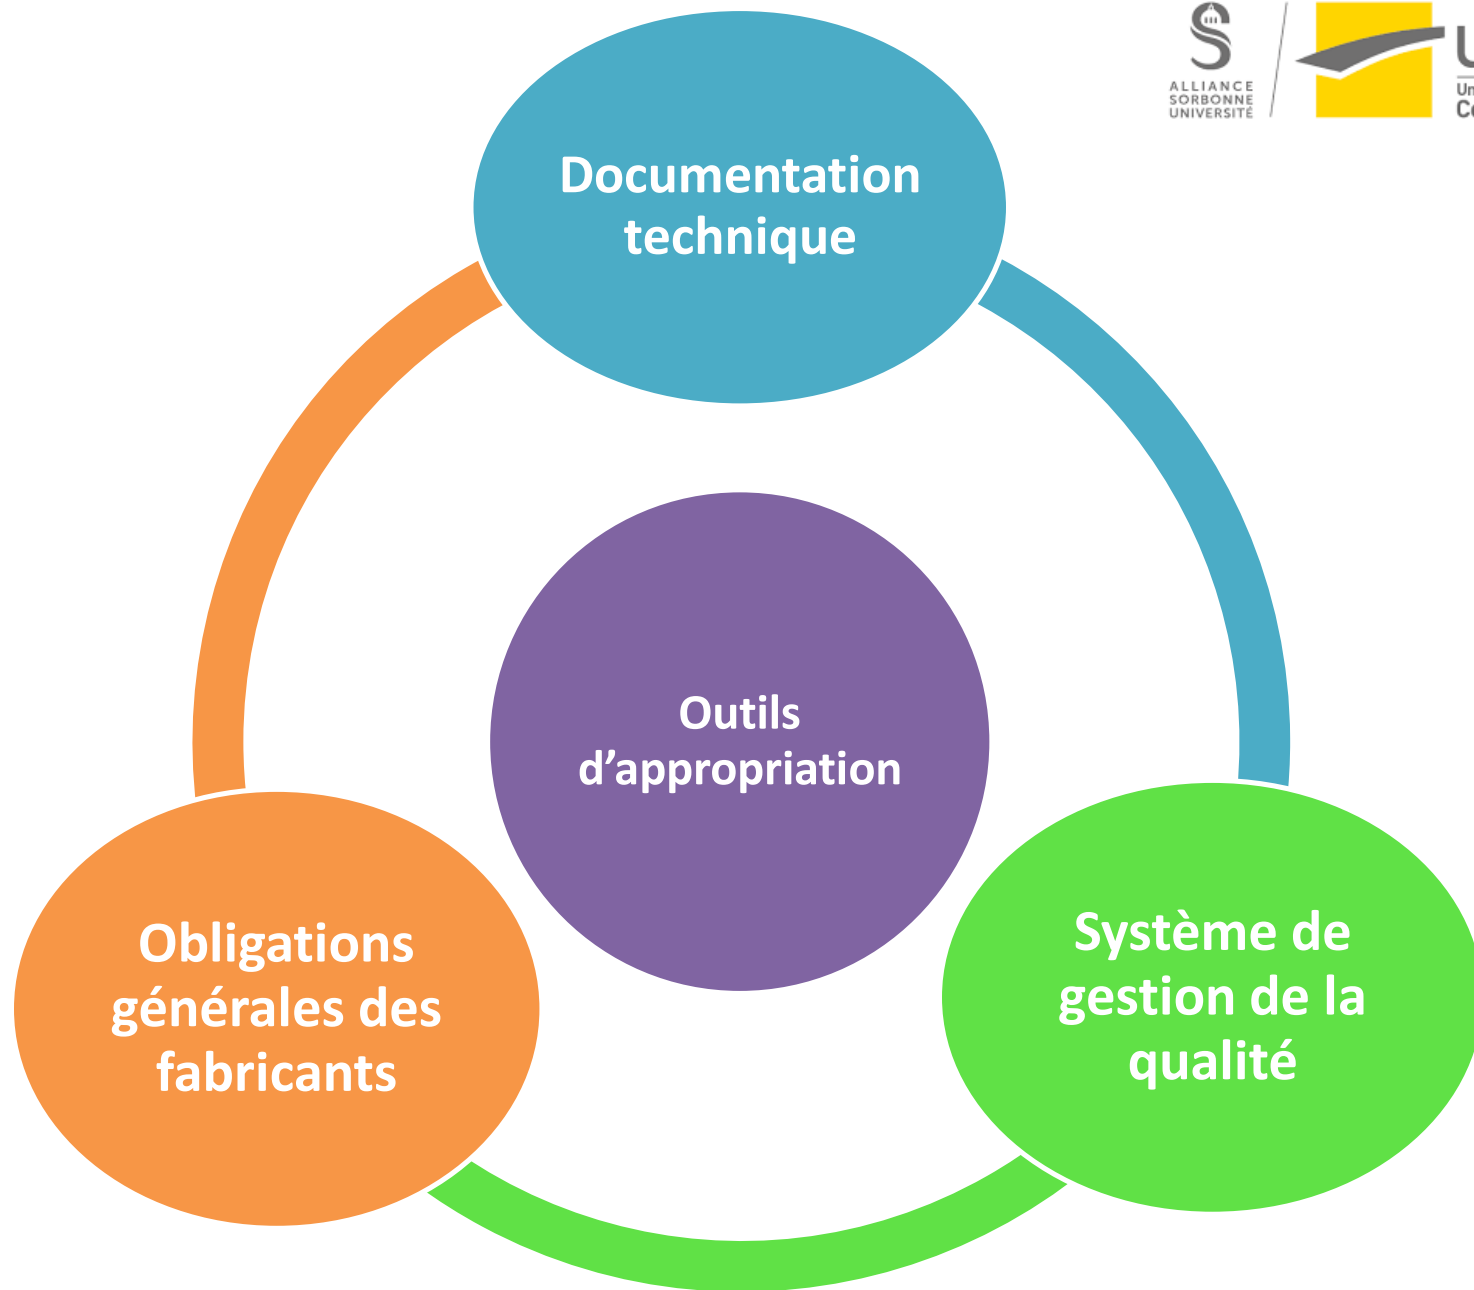 ALLIANCE
SORBONNE
UNIVERSITÉ
Documentation
technique
Outils
d’appropriation
Obligations
générales des
fabricants
Système de
gestion de la
qualité